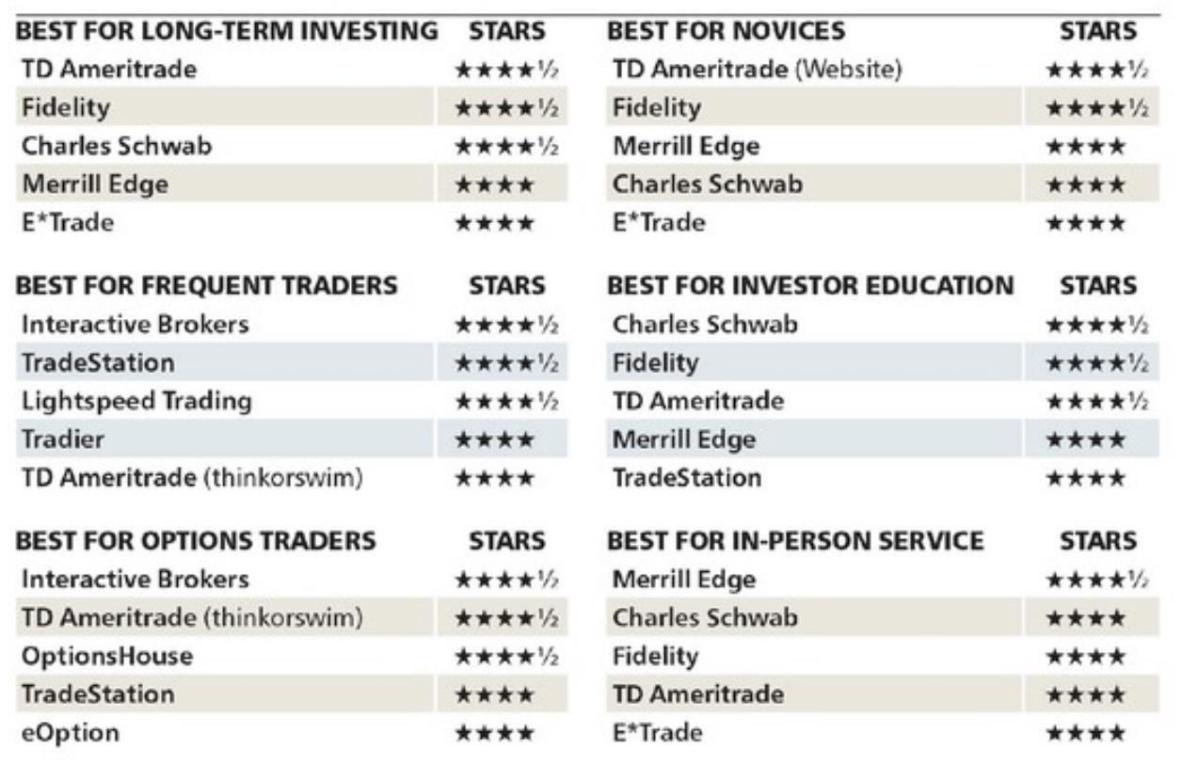 BEST FOR LONG-TERM INVESTING STARS
TD Ameritrade ★★★★½
Fidelity ★★★★½
Charles Schwab ★★★★½
Merrill Edge ★★★★
E*Trade ★★★★
BEST FOR NOVICES STARS
TD Ameritrade (Website) ★★★★½
Fidelity ★★★★½
Merrill Edge ★★★★
Charles Schwab ★★★★
E*Trade ★★★★
BEST FOR FREQUENT TRADERS STARS
Interactive Brokers ★★★★½
TradeStation ★★★★½
Lightspeed Trading ★★★★½
Tradier ★★★★
TD Ameritrade (thinkorswim) ★★★★
BEST FOR INVESTOR EDUCATION STARS
Charles Schwab ★★★★½
Fidelity ★★★★½
TD Ameritrade ★★★★½
Merrill Edge ★★★★
TradeStation ★★★★
BEST FOR OPTIONS TRADERS STARS
Interactive Brokers ★★★★½
TD Ameritrade (thinkorswim) ★★★★½
OptionsHouse ★★★★½
TradeStation ★★★★
eOption ★★★★
BEST FOR IN-PERSON SERVICE STARS
Merrill Edge ★★★★½
Charles Schwab ★★★★
Fidelity ★★★★
TD Ameritrade ★★★★
E*Trade ★★★★